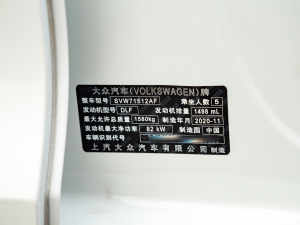 大众汽车(VOLKSWAGEN)牌
整车型号 SVW71512AF 乘坐人数 5
发动机型号 DLF 发动机排量 1498 mL
最大允许总质量 1580kg 制造年月 2020-11
发动机最大净功率 82 kW 制造国 中国
车辆识别代号
上汽大众汽车有限公司 制造